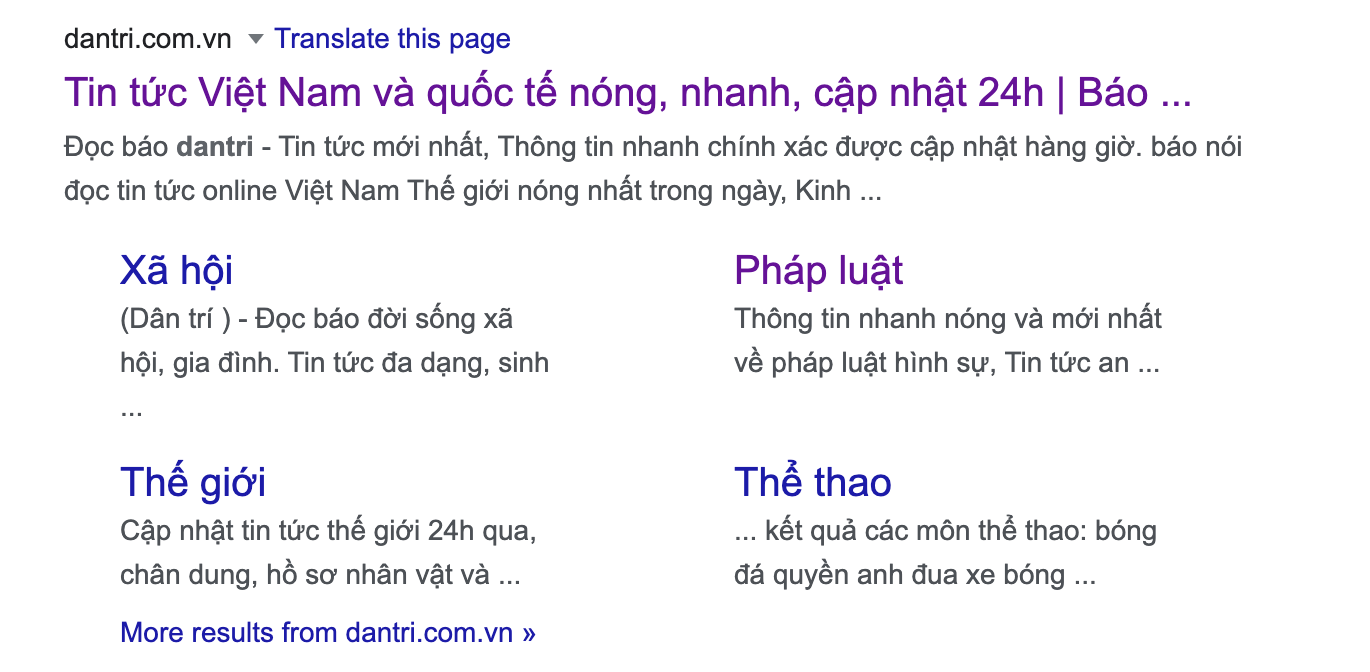 dantri.com.vn Translate this page
Tin tức Việt Nam và quốc tế nóng, nhanh, cập nhật 24h | Báo ...
Đọc báo dantri - Tin tức mới nhất, Thông tin nhanh chính xác được cập nhật hàng giờ. báo nói
đọc tin tức online Việt Nam Thế giới nóng nhất trong ngày, Kinh ...
Xã hội
(Dân trí ) - Đọc báo đời sống xã
hội, gia đình. Tin tức đa dạng, sinh
...
Pháp luật
Thông tin nhanh nóng và mới nhất
về pháp luật hình sự, Tin tức an ...
Thế giới
Cập nhật tin tức thế giới 24h qua,
chân dung, hồ sơ nhân vật và ...
Thể thao
... kết quả các môn thể thao: bóng
đá quyền anh đua xe bóng ...
More results from dantri.com.vn »